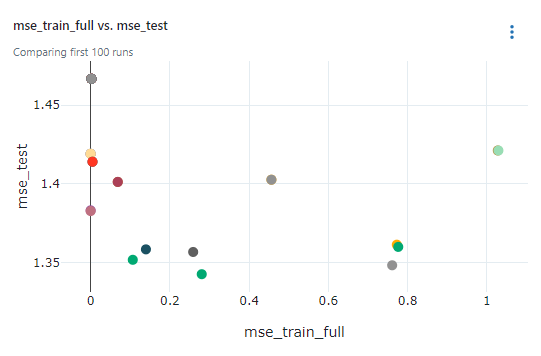 mse_train_full vs. mse_test
Comparing first 100 runs
1.45
1.4
1.35
mse_test
0
0.2
0.4
0.6
0.8
1
mse_train_full